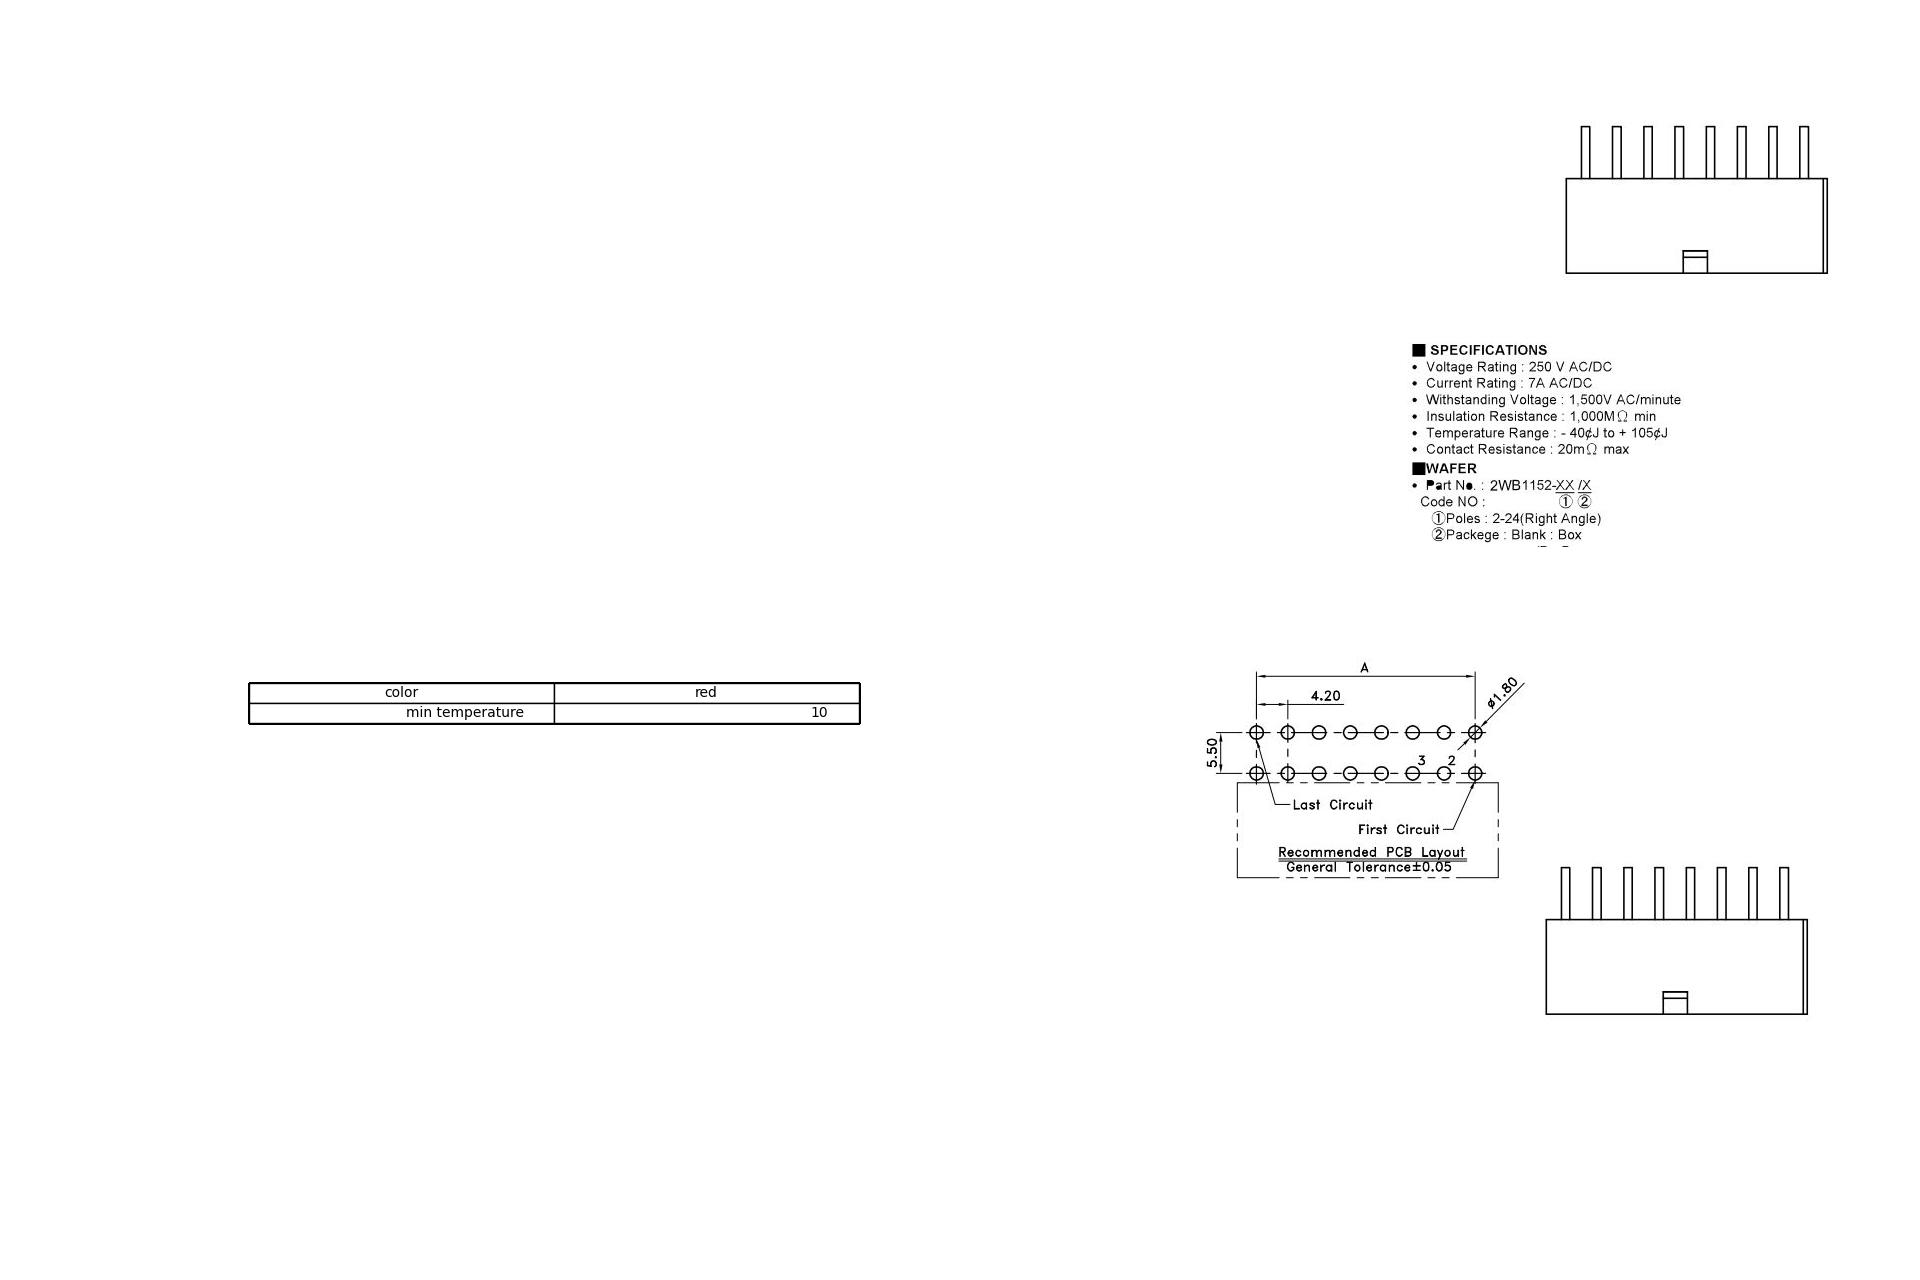 ■ SPECIFICATIONS
• Voltage Rating : 250 V AC/DC
• Current Rating : 7A AC/DC
• Withstanding Voltage : 1,500V AC/minute
• Insulation Resistance : 1,000MΩ min
• Temperature Range : - 40¢J to + 105¢J
• Contact Resistance : 20mΩ max
■WAFER
• Part No. : 2WB1152-XX /X
Code NO : ① ②
①Poles : 2-24(Right Angle)
②Packege : Blank : Box
color red
min temperature 10
A
4.20
ø1.80
5.50
3 2
Last Circuit
First Circuit
Recommended PCB Layout
General Tolerance±0.05